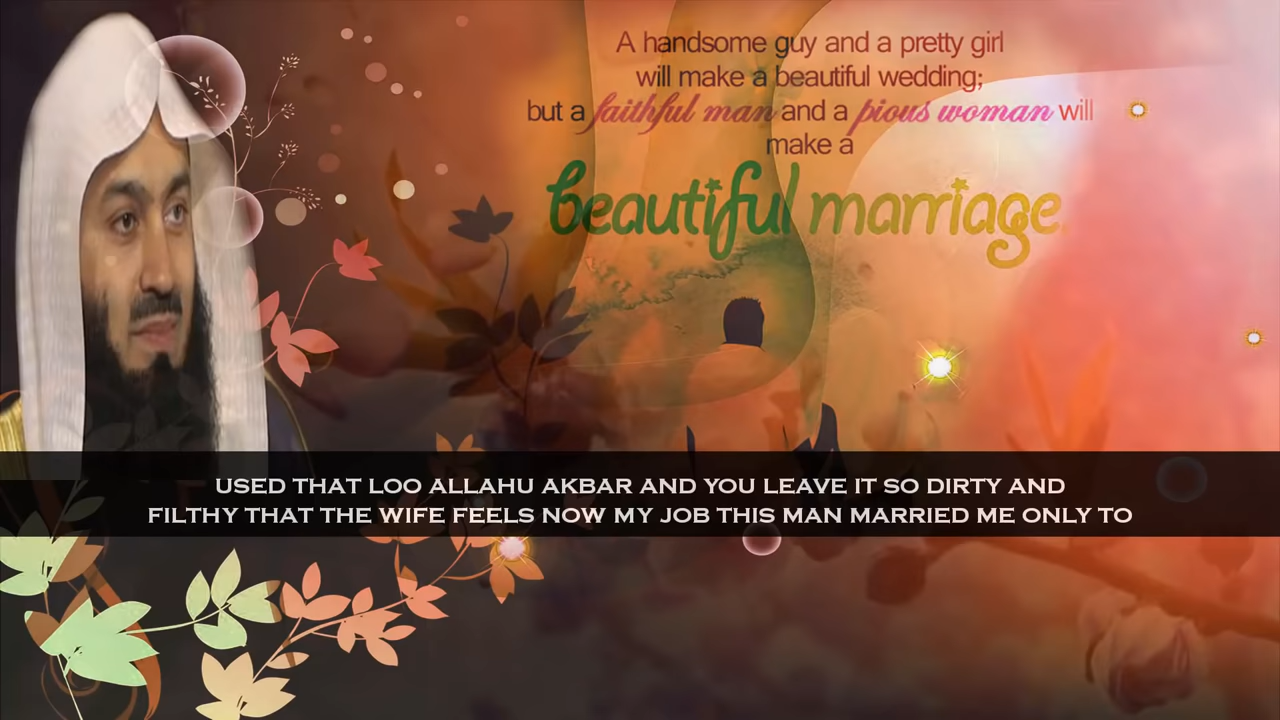 A handsome guy and a pretty girl
will make a beautiful wedding;
but a faithful man and a pious woman will
make a
beautiful marriage.
USED THAT LOO ALLAHU AKBAR AND YOU LEAVE IT SO DIRTY AND
FILTHY THAT THE WIFE FEELS NOW MY JOB THIS MAN MARRIED ME ONLY TO